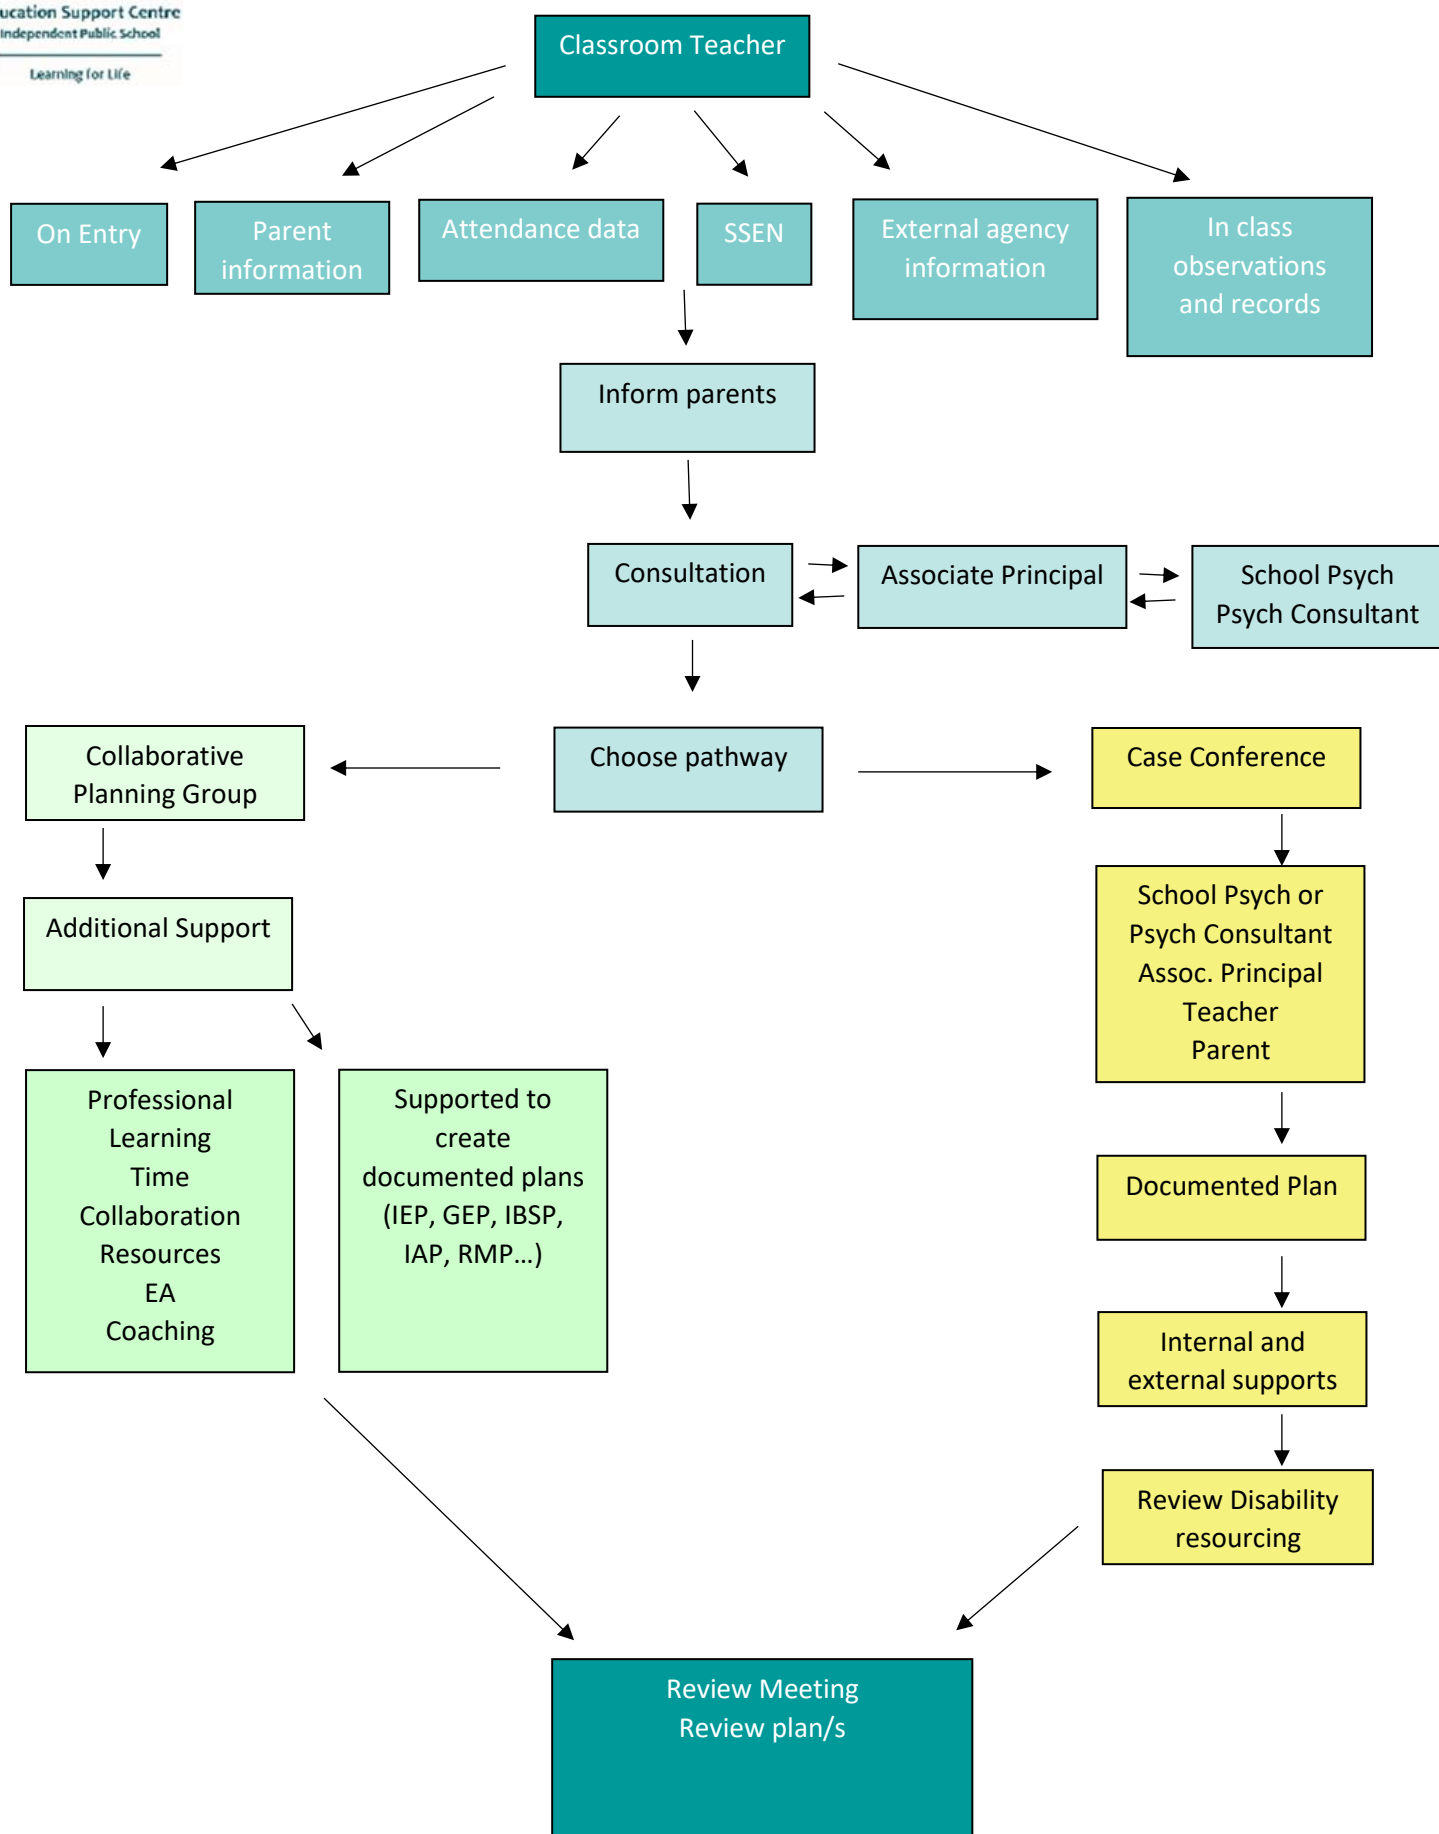 Education Support Centre
Independent Public School
Learning for Life
Classroom Teacher
On Entry
Parent
information
Attendance data
SSEN
External agency
information
In class
observations
and records
Inform parents
Consultation
Associate Principal
School Psych
Psych Consultant
Collaborative
Planning Group
Choose pathway
Case Conference
Additional Support
School Psych or
Psych Consultant
Assoc. Principal
Teacher
Parent
Professional
Learning
Time
Collaboration
Resources
EA
Coaching
Supported to
create
documented plans
(IEP, GEP, IBSP,
IAP, RMP…)
Documented Plan
Internal and
external supports
Review Disability
resourcing
Review Meeting
Review plan/s